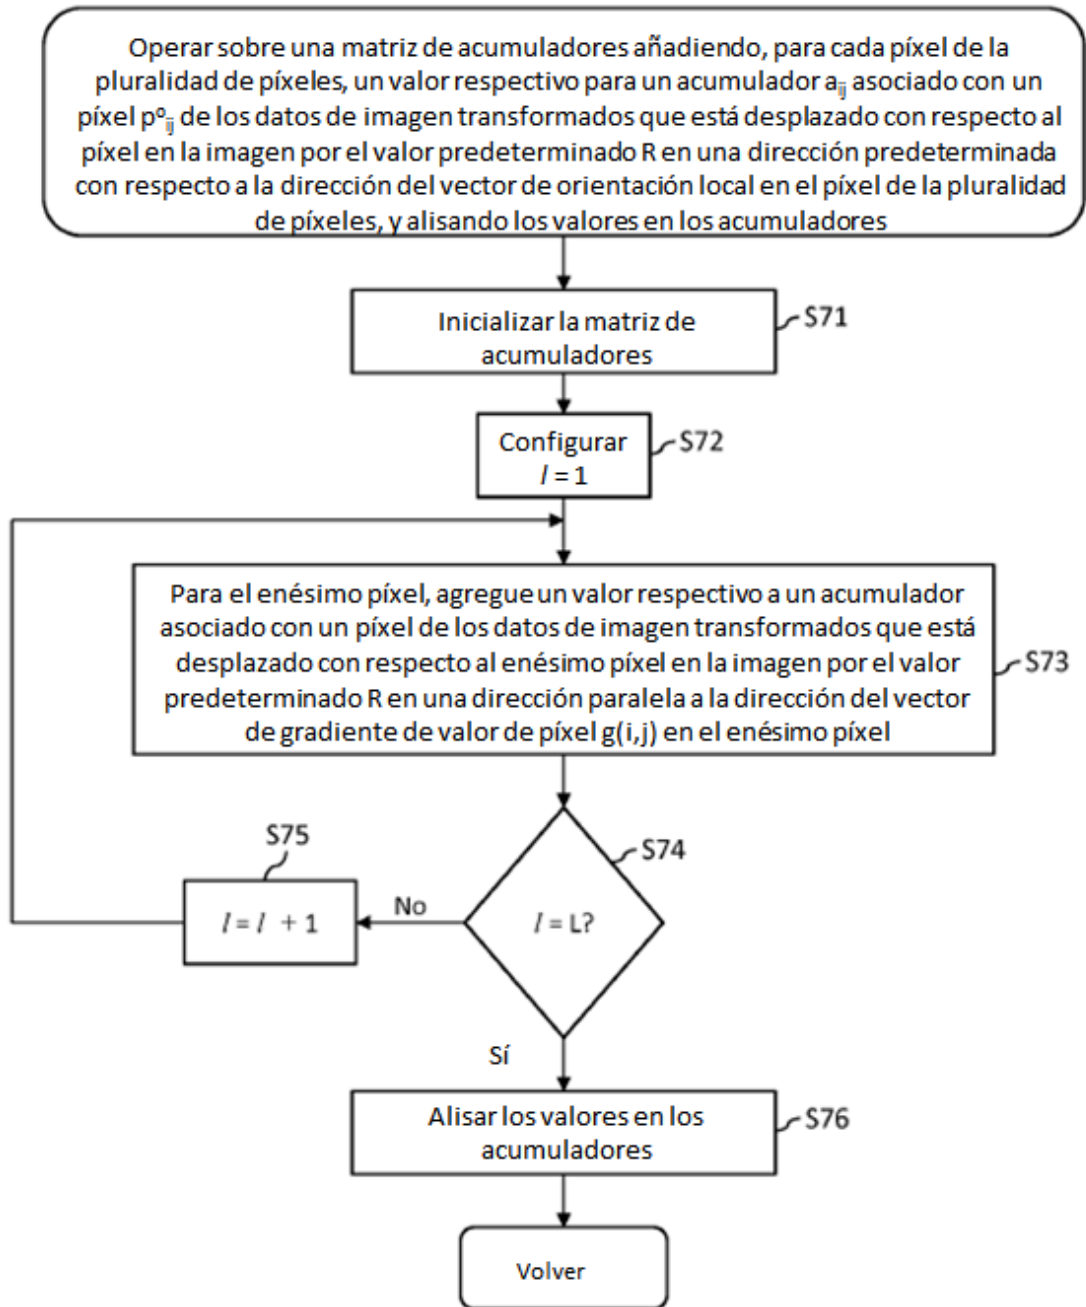 Operar sobre una matriz de acumuladores añadiendo, para cada píxel de la
pluralidad de píxeles, un valor respectivo para un acumulador aij asociado con un
píxel pºij de los datos de imagen transformados que está desplazado con respecto al
píxel en la imagen por el valor predeterminado R en una dirección predeterminada
con respecto a la dirección del vector de orientación local en el píxel de la pluralidad
de píxeles, y alisando los valores en los acumuladores
Inicializar la matriz de
acumuladores
S71
Configurar
l = 1
S72
Para el enésimo píxel, agregue un valor respectivo a un acumulador
asociado con un píxel de los datos de imagen transformados que está
desplazado con respecto al enésimo píxel en la imagen por el valor
predeterminado R en una dirección paralela a la dirección del vector
de gradiente de valor de píxel g(i,j) en el enésimo píxel
S73
S75
S74
l = l + 1
No
l = L?
Sí
Alisar los valores en los
acumuladores
S76
Volver